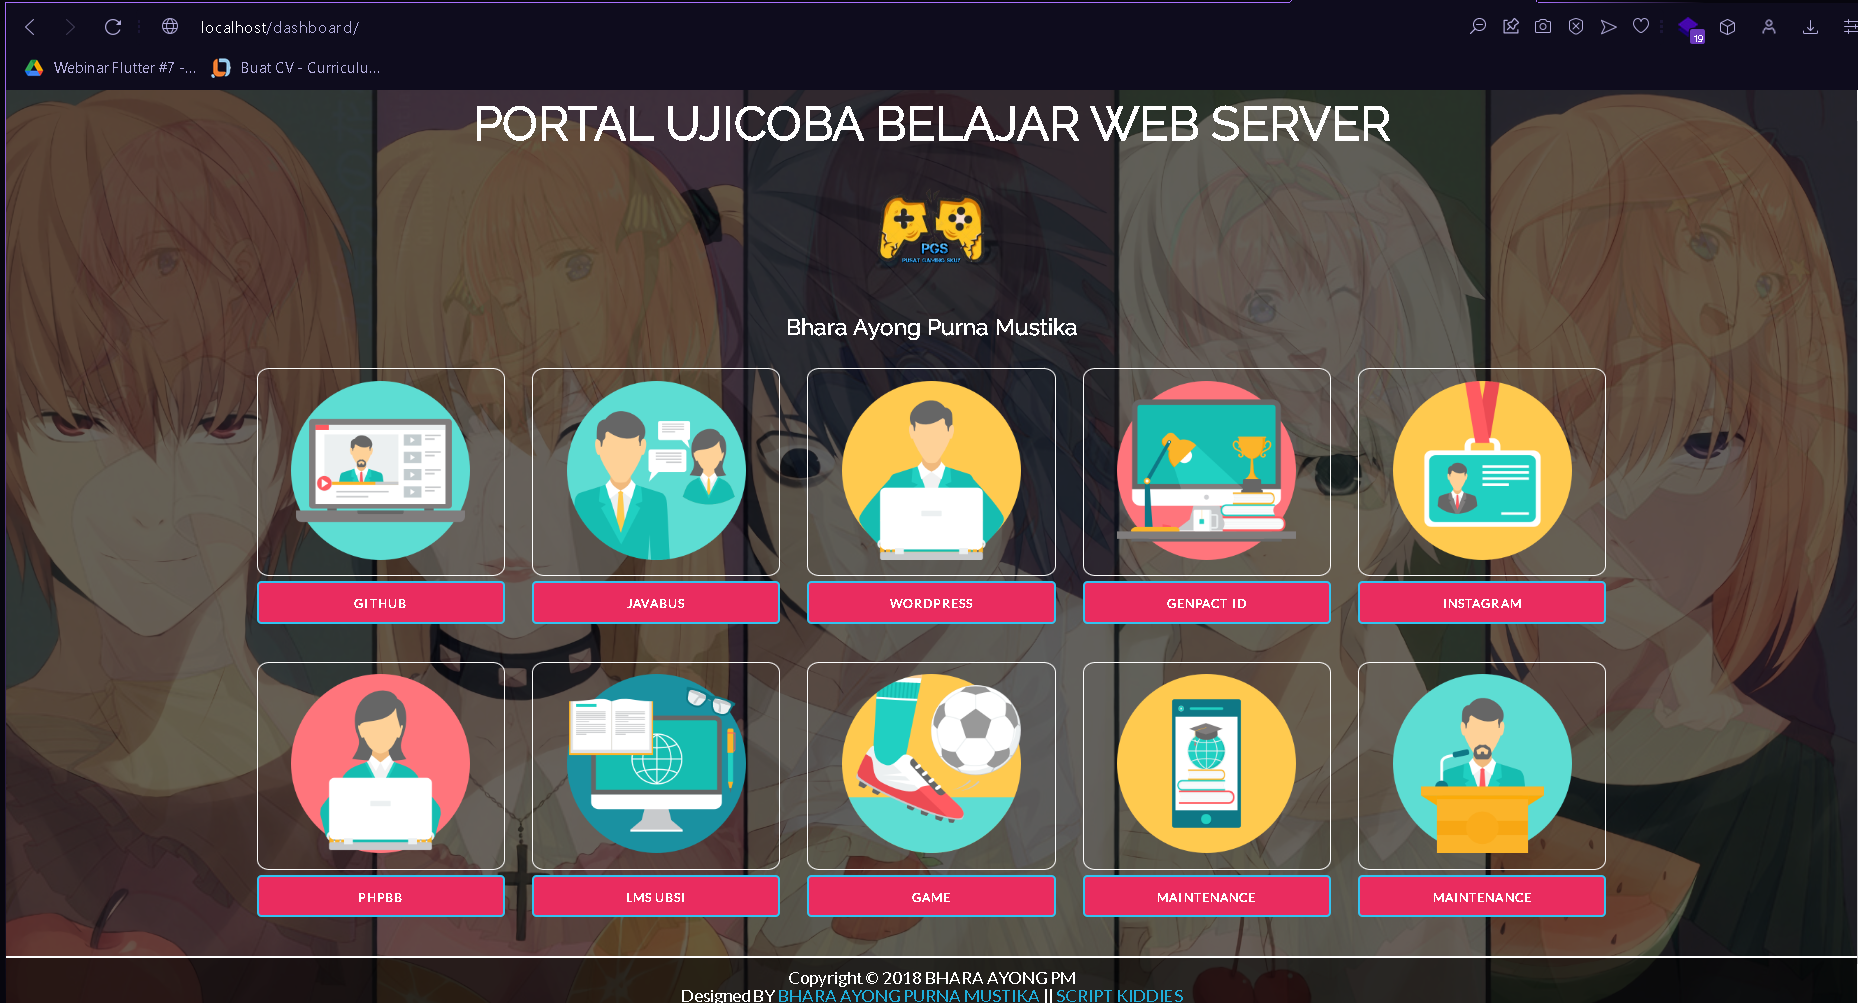 localhost/dashboard/
19
Webinar Flutter #7 -...
Buat CV - Curriculu...
PORTAL UJICOBA BELAJAR WEB SERVER
PGS
PUSAT GAMING SKUY
Bhara Ayong Purna Mustika
GITHUB
JAVABUS
WORDPRESS
GENPACT ID
INSTAGRAM
PHPBB
LMS UBSI
GAME
MAINTENANCE
MAINTENANCE
Copyright © 2018 BHARA AYONG PM
Designed BY BHARA AYONG PURNA MUSTIKA || SCRIPT KIDDIES